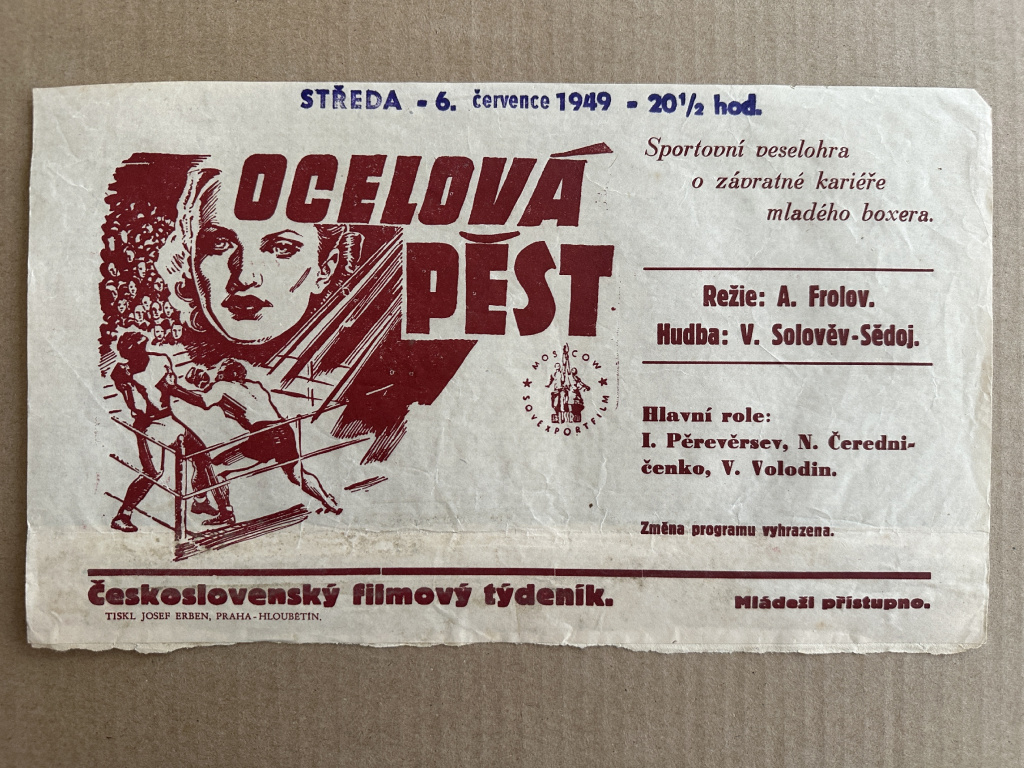 STŘEDA - 6. července 1949 - 20½ hod.
OCELOVÁ
PĚST
Sportovní veselohra
o závratné kariéře
mladého boxera.
Režie: A. Frolov.
Hudba: V. Solověv-Sědoj.
MOSCOW
SOVEXPORTFILM
Hlavní role:
I. Pěrevěrsev, N. Čeredni-
čenko, V. Volodin.
Změna programu vyhrazena.
Československý filmový týdeník.
Mládeži přístupno.
TISKL JOSEF ERBEN, PRAHA-HLOUBĚTÍN.